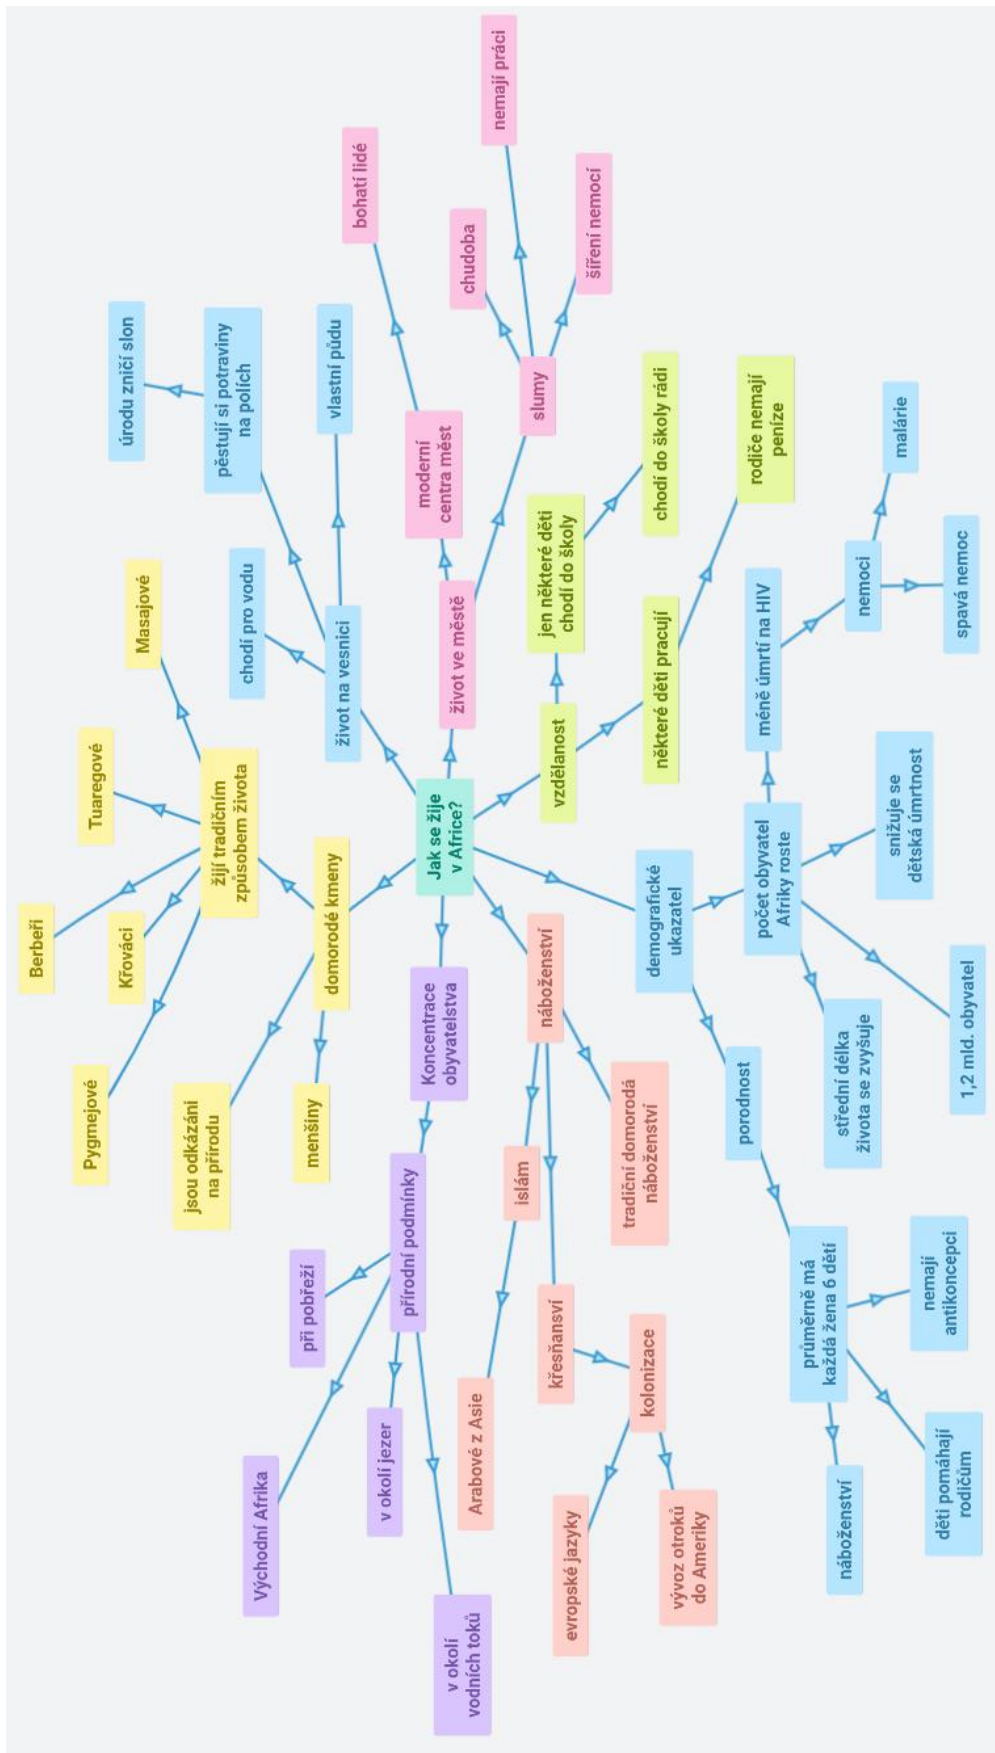 Jak se žije
v Africe?
domorodé kmeny
žijí tradičním
způsobem života
Pygmejové
Křováci
Berbeři
Tuaregové
Masajové
jsou odkázáni
na přírodu
menšiny
život na vesnici
chodí pro vodu
pěstují si potraviny
na polích
úrodu zničí slon
vlastní půdu
život ve městě
moderní
centra měst
bohatí lidé
slumy
chudoba
nemají práci
šíření nemocí
vzdělanost
jen některé děti
chodí do školy
chodí do školy rádi
některé děti pracují
rodiče nemají
peníze
demografické
ukazatel
počet obyvatel
Afriky roste
méně úmrtí na HIV
nemoci
malárie
spavá nemoc
snižuje se
dětská úmrtnost
1,2 mld. obyvatel
střední délka
života se zvyšuje
porodnost
průměrně má
každá žena 6 dětí
nemají
antikoncepci
děti pomáhají
rodičům
náboženství
náboženství
tradiční domorodá
náboženství
islám
Arabové z Asie
křesňansví
kolonizace
evropské jazyky
vývoz otroků
do Ameriky
Koncentrace
obyvatelstva
přírodní podmínky
při pobřeží
Východní Afrika
v okolí jezer
v okolí
vodních toků